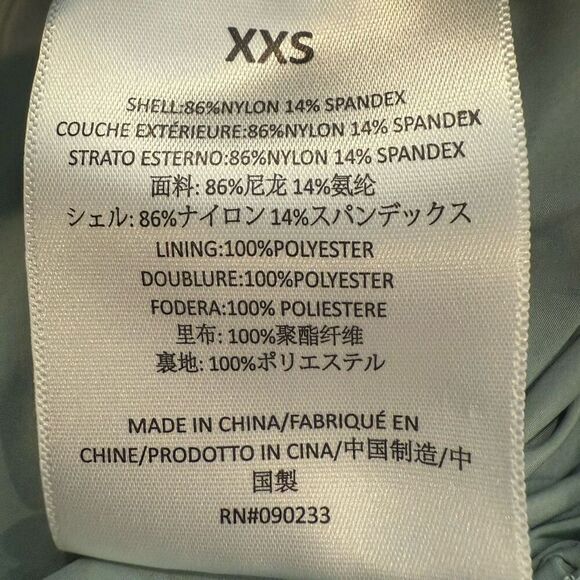 XXS
SHELL:86%NYLON 14% SPANDEX
COUCHE EXTÉRIEURE:86%NYLON 14% SPANDEX
STRATO ESTERNO:86%NYLON 14% SPANDEX
面料: 86%尼龙 14%氨纶
シェル: 86%ナイロン 14%スパンデックス
LINING:100%POLYESTER
DOUBLURE:100%POLYESTER
FODERA:100% POLIESTERE
里布: 100%聚酯纤维
裏地: 100%ポリエステル
MADE IN CHINA/FABRIQUÉ EN
CHINE/PRODOTTO IN CINA/中国制造/中
国製
RN#090233